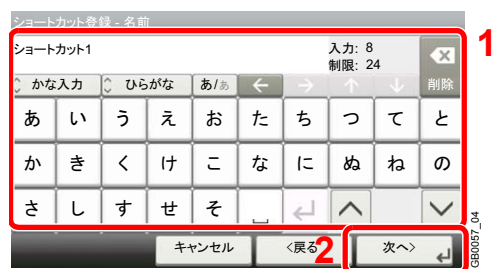 ショートカット登録 - 名前
ショートカット1
入力: 8
制限: 24
削除
かな入力 ひらがな あ/ぁ ← → ↑ ↓
あ い う え お た ち つ て と
か き く け こ な に ぬ ね の
さ し す せ そ
キャンセル <戻る 次へ>
1
2
GB0057_04